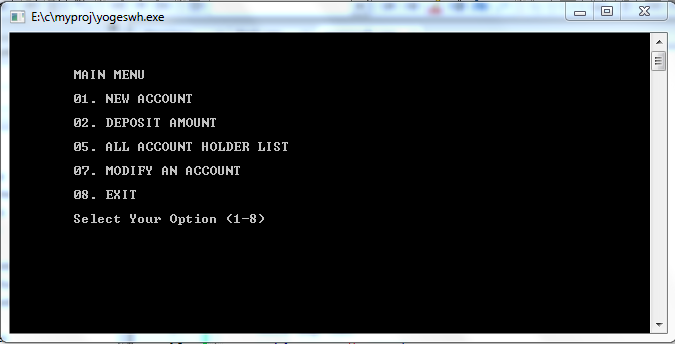 E:\c\myproj\yogeswh.exe
MAIN MENU
01. NEW ACCOUNT
02. DEPOSIT AMOUNT
05. ALL ACCOUNT HOLDER LIST
07. MODIFY AN ACCOUNT
08. EXIT
Select Your Option (1-8)